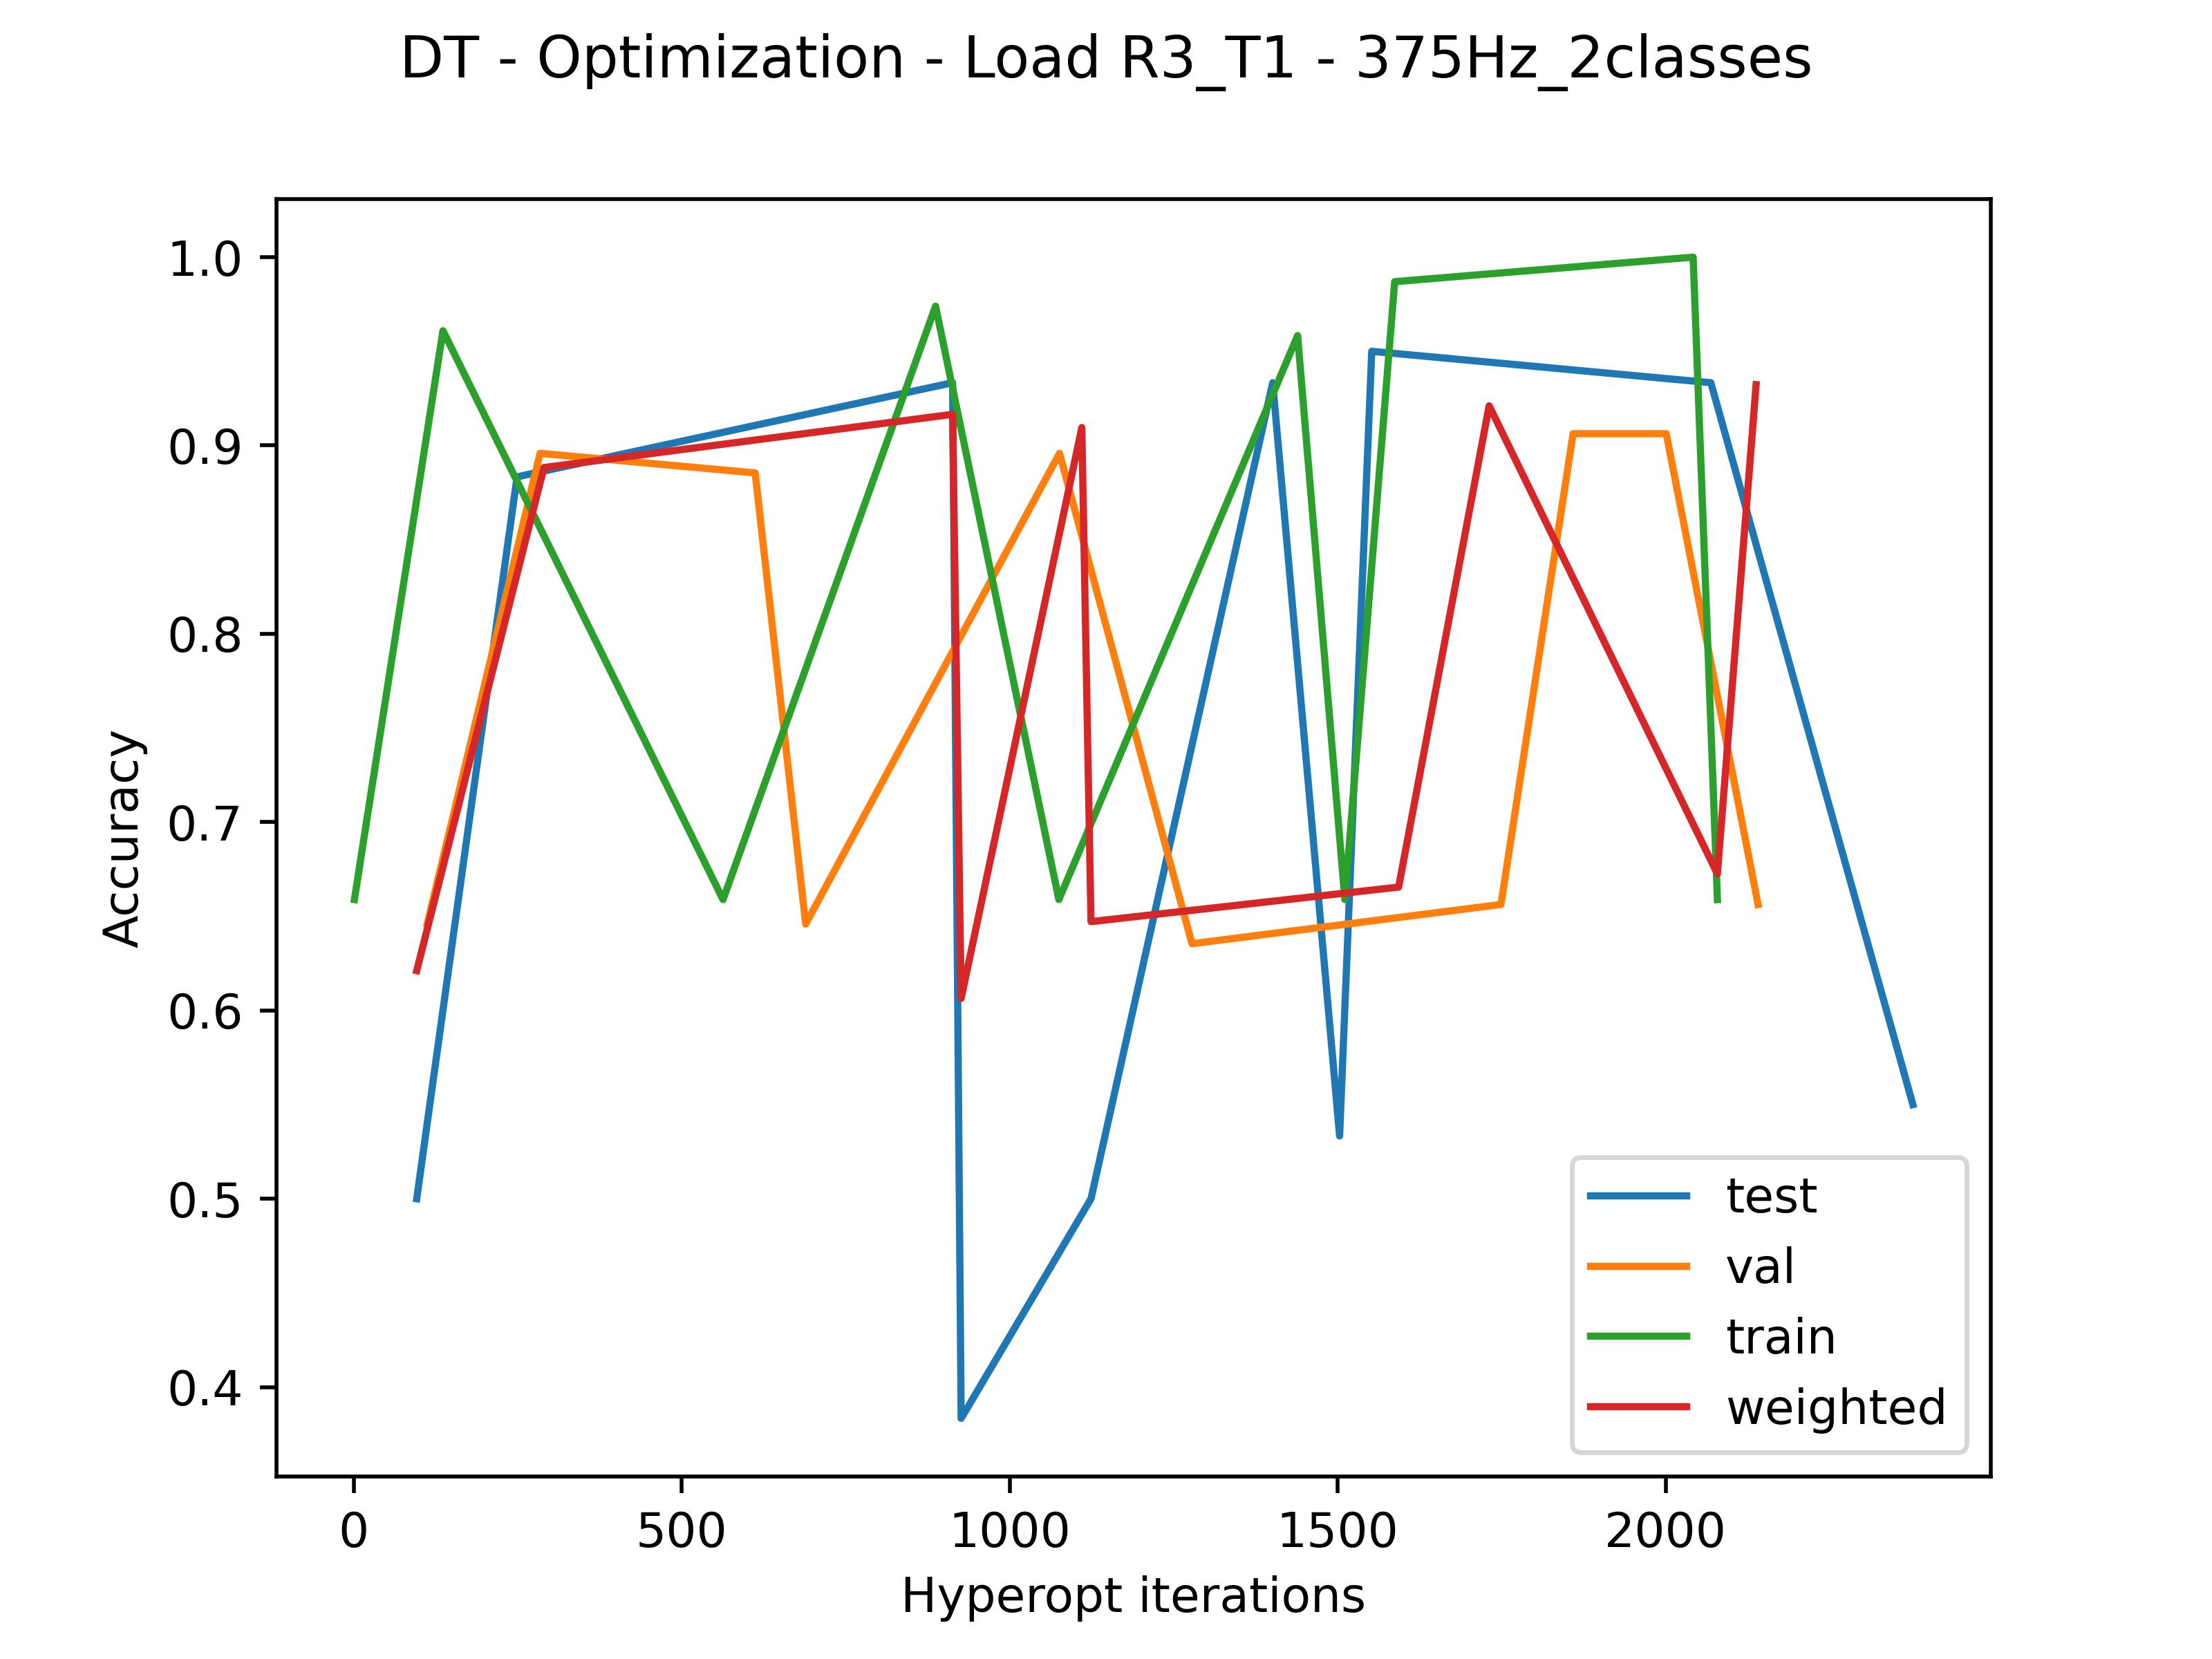 DT - Optimization - Load R3_T1 - 375Hz_2classes
1.0
0.9
0.8
0.7
0.6
0.5
0.4
Accuracy
0 500 1000 1500 2000
Hyperopt iterations
test
val
train
weighted